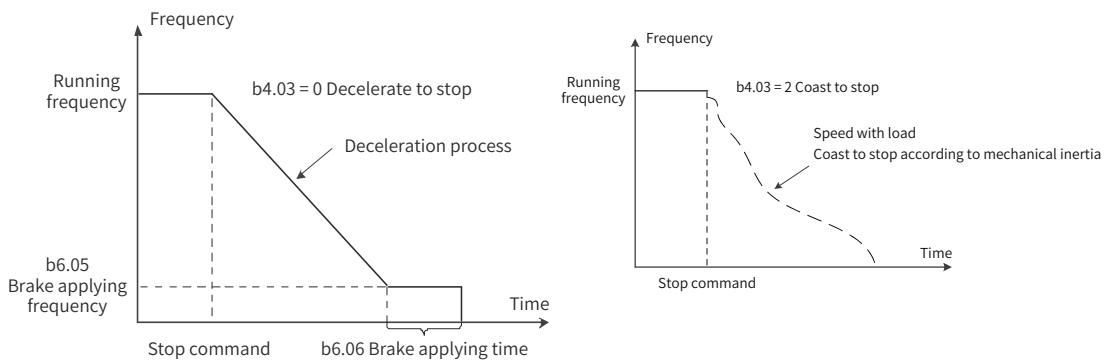 Frequency
Running
frequency
b4.03 = 0 Decelerate to stop
Deceleration process
b6.05
Brake applying
frequency
Time
Stop command
b6.06 Brake applying time
Frequency
Running
frequency
b4.03 = 2 Coast to stop
Speed with load
Coast to stop according to mechanical inertia
Time
Stop command